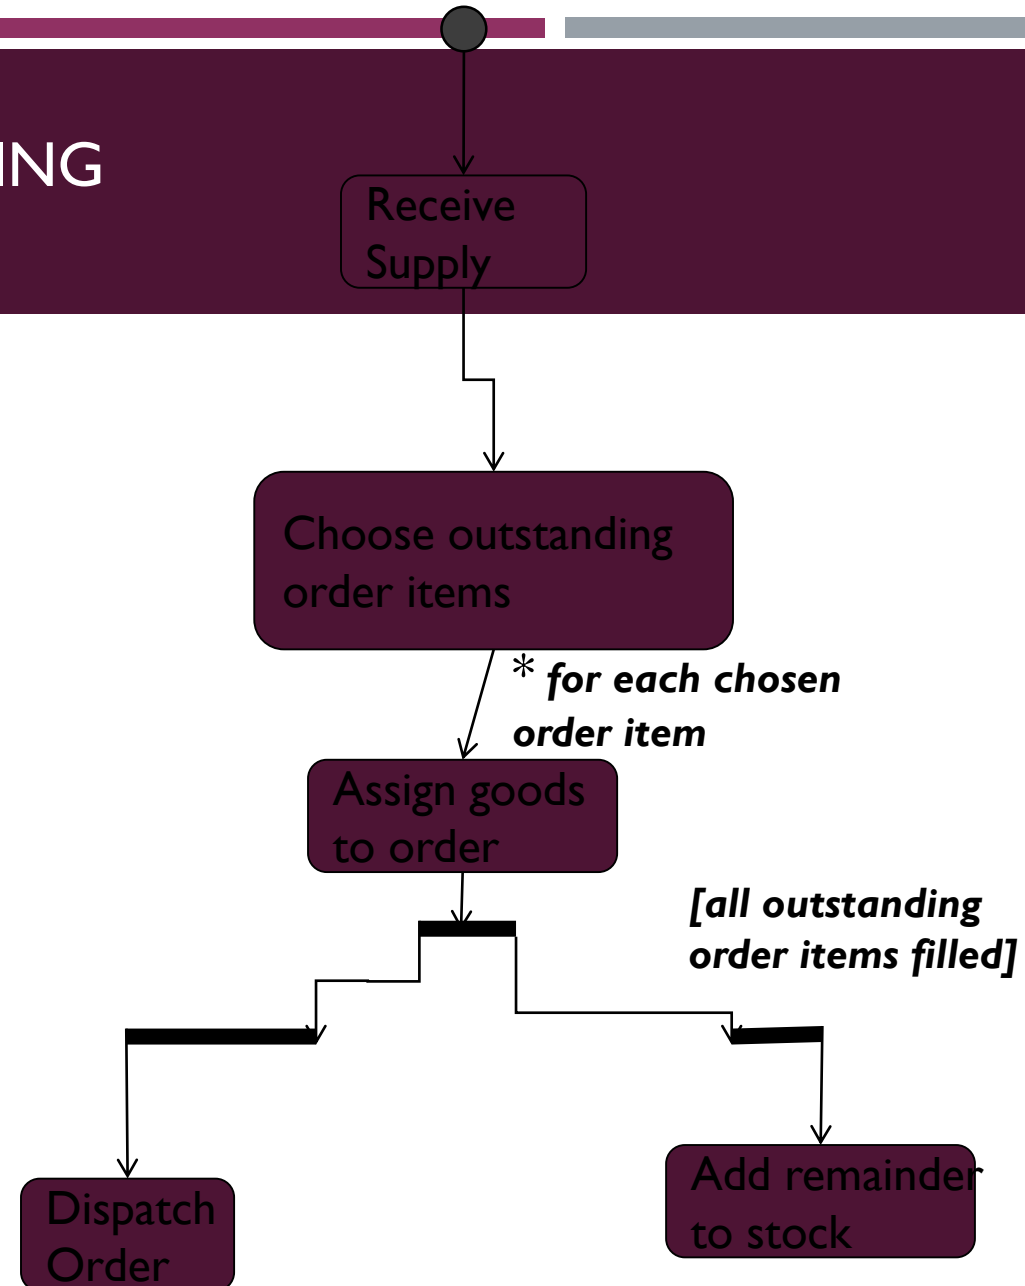 ING
Receive
Supply
Choose outstanding
order items
* for each chosen
order item
Assign goods
to order
[all outstanding
order items filled]
Dispatch
Order
Add remainder
to stock